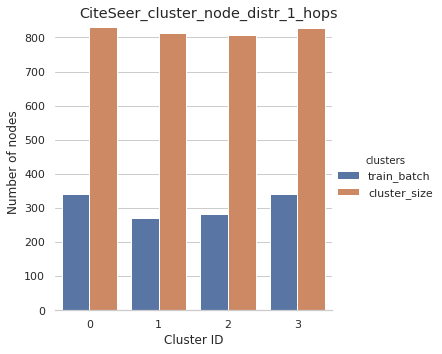 CiteSeer_cluster_node_distr_1_hops
800
700
600
500
400
300
200
100
0
Number of nodes
0 1 2 3
Cluster ID
clusters
train_batch
cluster_size